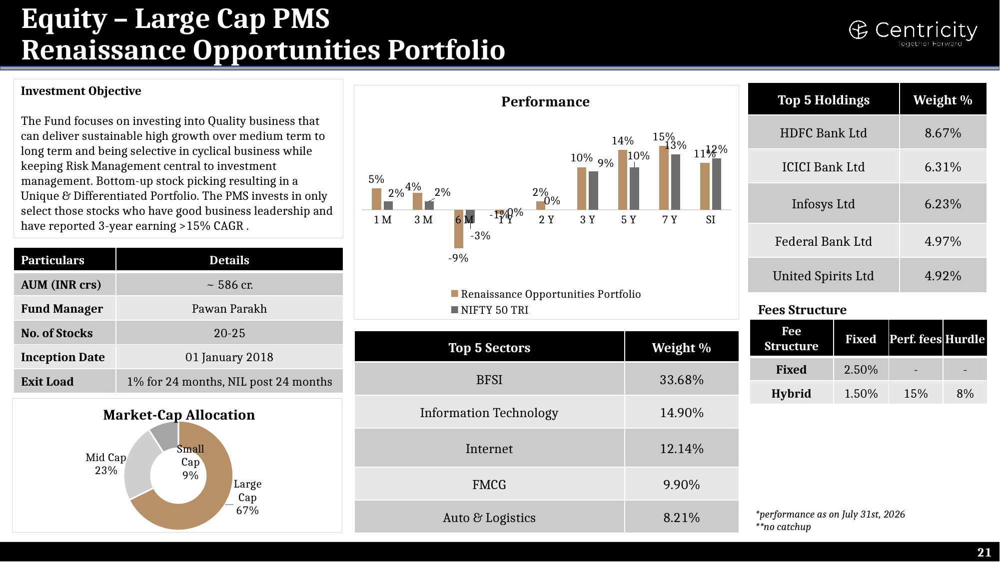 Equity – Large Cap PMS
Renaissance Opportunities Portfolio
Centricity
Together Forward
Investment Objective
The Fund focuses on investing into Quality business that
can deliver sustainable high growth over medium term to
long term and being selective in cyclical business while
keeping Risk Management central to investment
management. Bottom-up stock picking resulting in a
Unique & Differentiated Portfolio. The PMS invests in only
select those stocks who have good business leadership and
have reported 3-year earning >15% CAGR .
Particulars Details
AUM (INR crs) ~ 586 cr.
Fund Manager Pawan Parakh
No. of Stocks 20-25
Inception Date 01 January 2018
Exit Load 1% for 24 months, NIL post 24 months
Market-Cap Allocation
Small
Cap
9%
Mid Cap
23%
Large
Cap
67%
Performance
5% 4% -9% -1% 2% 10% 14% 15% 11%
2% 2% -3% 0% 0% 9% 10% 13% 12%
1 M 3 M 6 M 1 Y 2 Y 3 Y 5 Y 7 Y SI
Renaissance Opportunities Portfolio
NIFTY 50 TRI
Top 5 Sectors Weight %
BFSI 33.68%
Information Technology 14.90%
Internet 12.14%
FMCG 9.90%
Auto & Logistics 8.21%
Top 5 Holdings Weight %
HDFC Bank Ltd 8.67%
ICICI Bank Ltd 6.31%
Infosys Ltd 6.23%
Federal Bank Ltd 4.97%
United Spirits Ltd 4.92%
Fees Structure
Fee
Structure Fixed Perf. fees Hurdle
Fixed 2.50% - -
Hybrid 1.50% 15% 8%
*performance as on July 31st, 2026
**no catchup
21